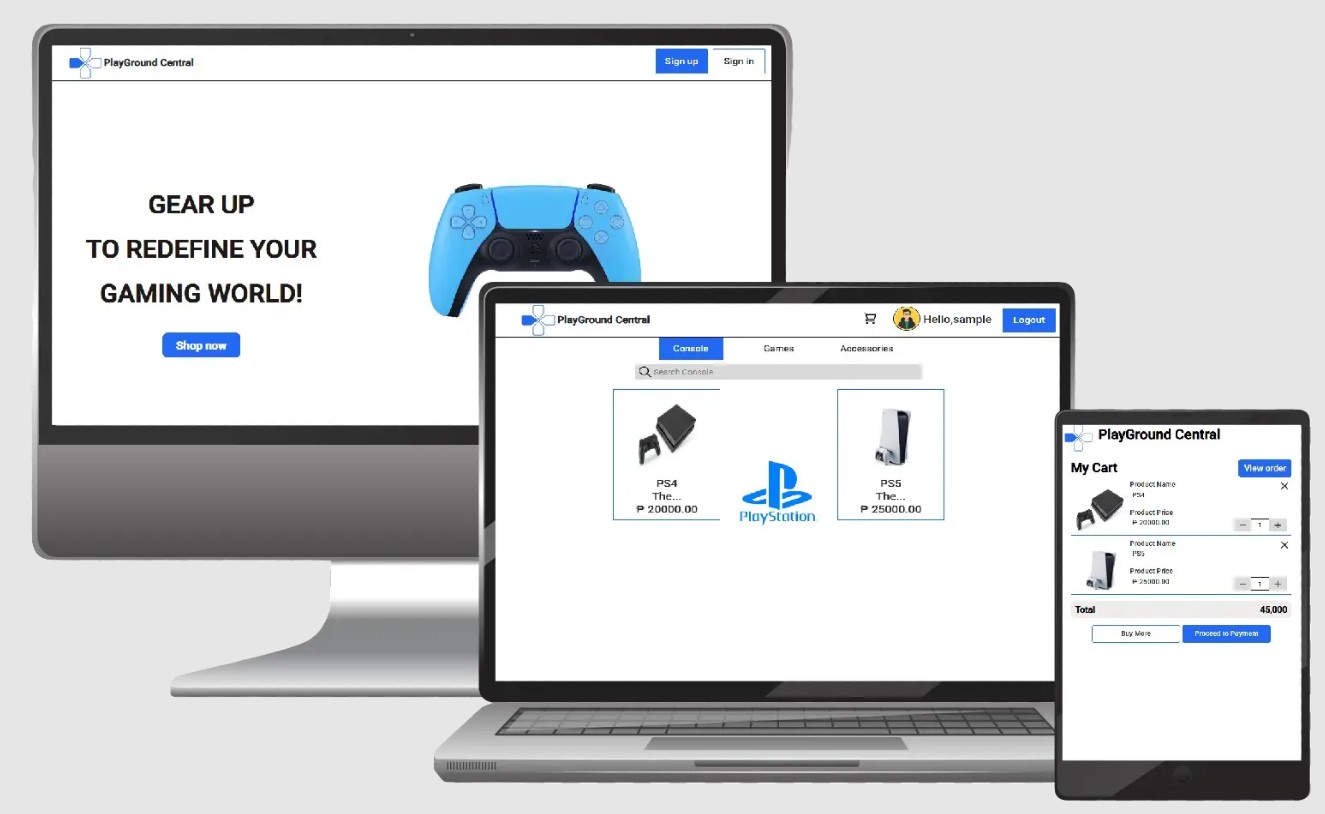 PlayGround Central
Sign up
Sign in
GEAR UP
TO REDEFINE YOUR
GAMING WORLD!
Shop now
PlayGround Central
Hello,sample
Logout
Console
Games
Accessories
Search Console
PS4
The...
₱ 20000.00
PlayStation
PS5
The...
₱ 25000.00
PlayGround Central
My Cart
View order
Product Name
PS4
Product Price
₱ 20000.00
− 1 +
Product Name
PS5
Product Price
₱ 25000.00
− 1 +
Total 45,000
Buy More
Proceed to Payment